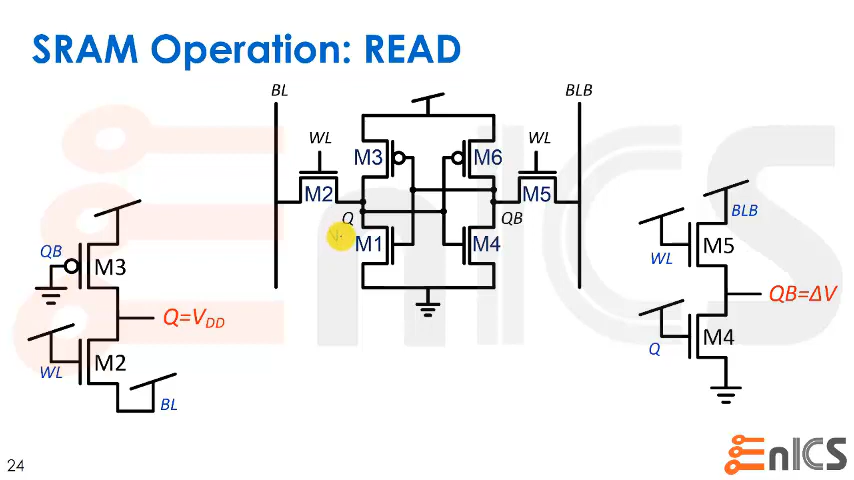 SRAM Operation: READ
BL
BLB
WL
WL
M3
M6
M2
M5
Q
QB
M1
M4
QB
M3
Q=VDD
M2
WL
BL
BLB
M5
WL
QB=ΔV
M4
Q
24
EnICS